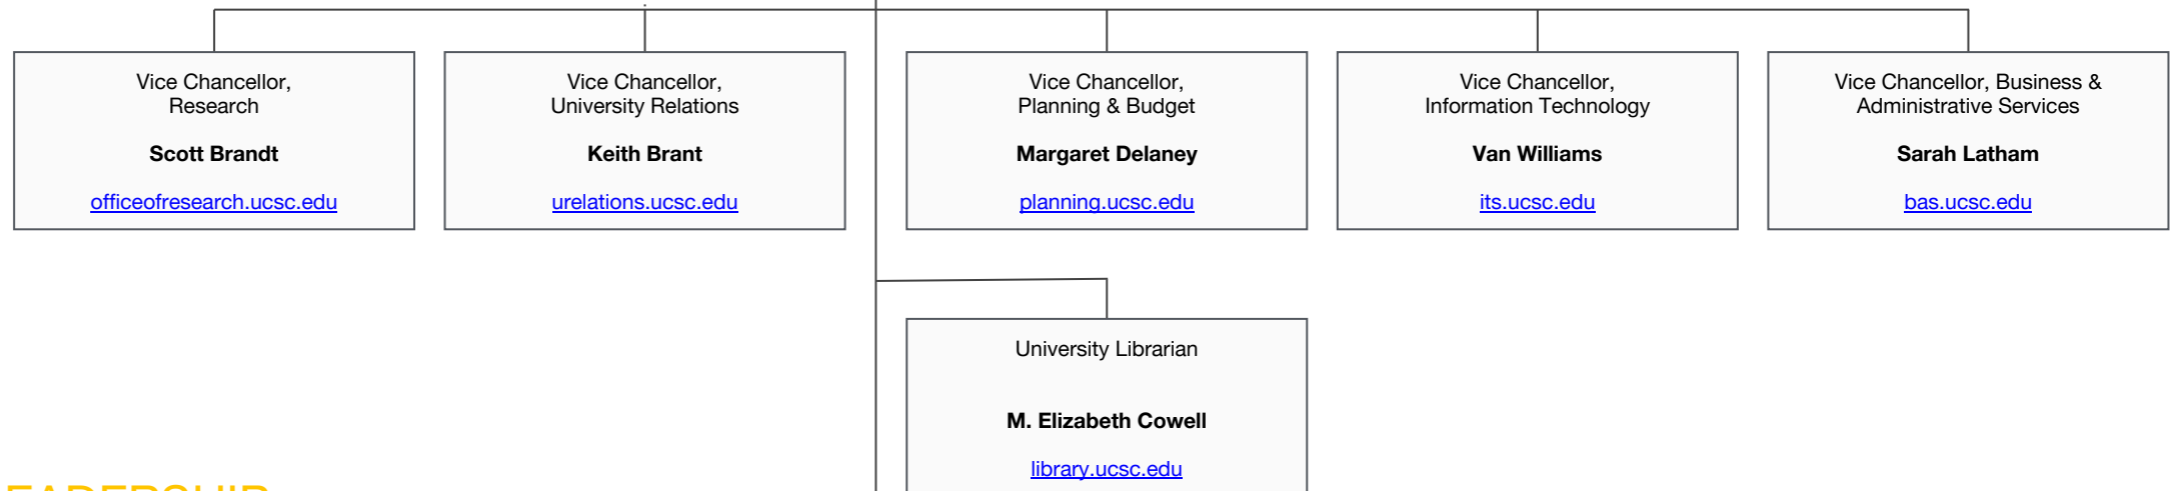 Vice Chancellor,
Research
Scott Brandt
officeofresearch.ucsc.edu
Vice Chancellor,
University Relations
Keith Brant
urelations.ucsc.edu
Vice Chancellor,
Planning & Budget
Margaret Delaney
planning.ucsc.edu
Vice Chancellor,
Information Technology
Van Williams
its.ucsc.edu
Vice Chancellor, Business &
Administrative Services
Sarah Latham
bas.ucsc.edu
University Librarian
M. Elizabeth Cowell
library.ucsc.edu